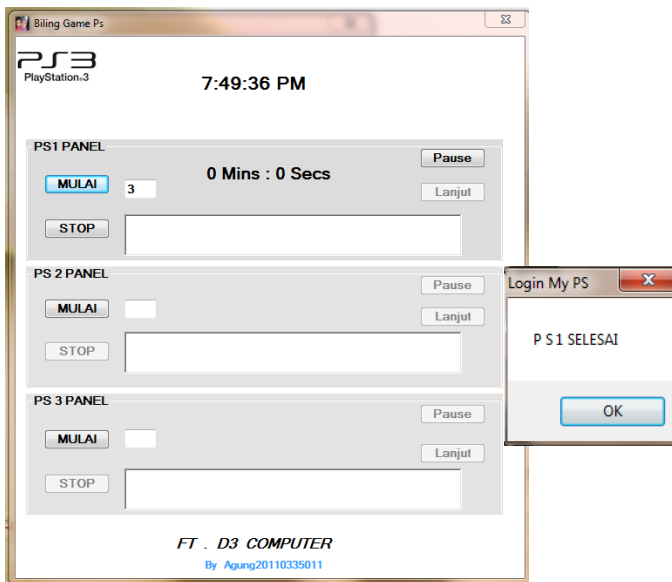 Biling Game Ps
PS3
PlayStation®3
7:49:36 PM
PS1 PANEL
MULAI
3
0 Mins : 0 Secs
Pause
Lanjut
STOP
PS 2 PANEL
MULAI
Pause
Lanjut
STOP
PS 3 PANEL
MULAI
Pause
Lanjut
STOP
FT . D3 COMPUTER
By Agung20110335011
Login My PS
P S 1 SELESAI
OK